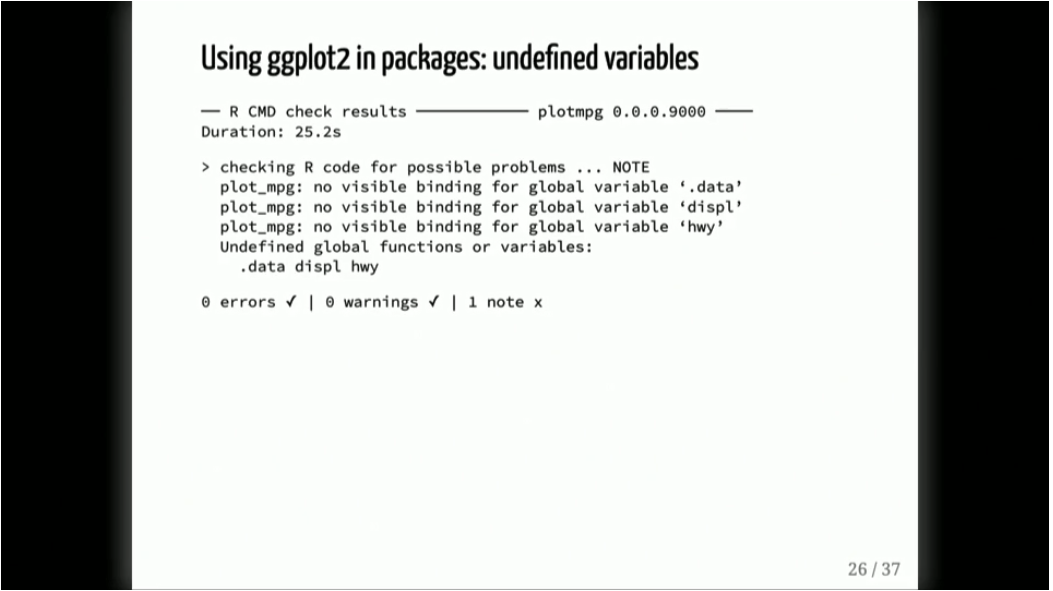 Using ggplot2 in packages: undefined variables
── R CMD check results ──────────── plotmpg 0.0.0.9000 ────
Duration: 25.2s
> checking R code for possible problems ... NOTE
plot_mpg: no visible binding for global variable ‘.data’
plot_mpg: no visible binding for global variable ‘displ’
plot_mpg: no visible binding for global variable ‘hwy’
Undefined global functions or variables:
.data displ hwy
0 errors ✓ | 0 warnings ✓ | 1 note x
26 / 37